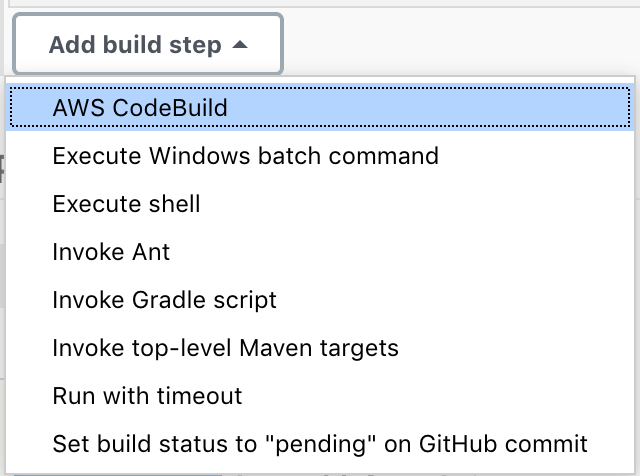 Add build step
AWS CodeBuild
Execute Windows batch command
Execute shell
Invoke Ant
Invoke Gradle script
Invoke top-level Maven targets
Run with timeout
Set build status to "pending" on GitHub commit